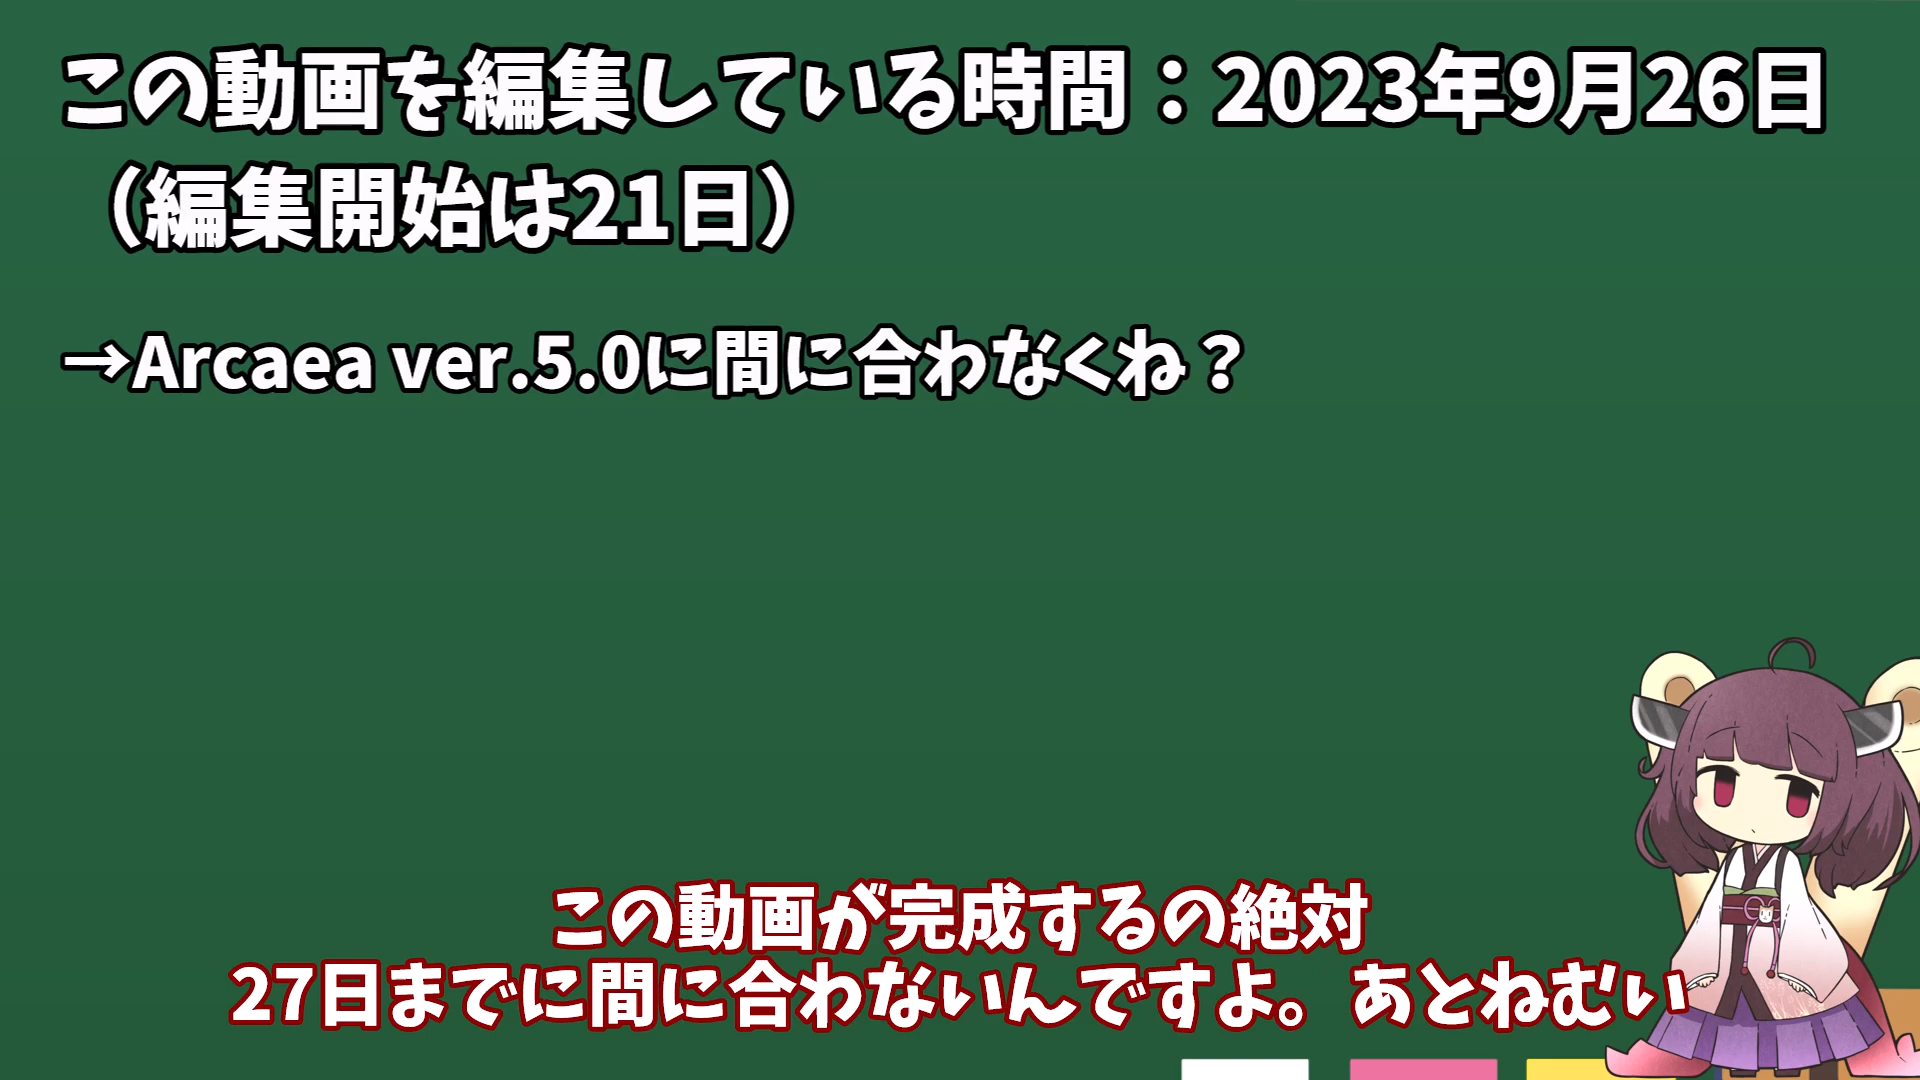 この動画を編集している時間：2023年9月26日
（編集開始は21日）
→Arcaea ver.5.0に間に合わなくね？
この動画が完成するの絶対
27日までに間に合わないんですよ。あとねむい